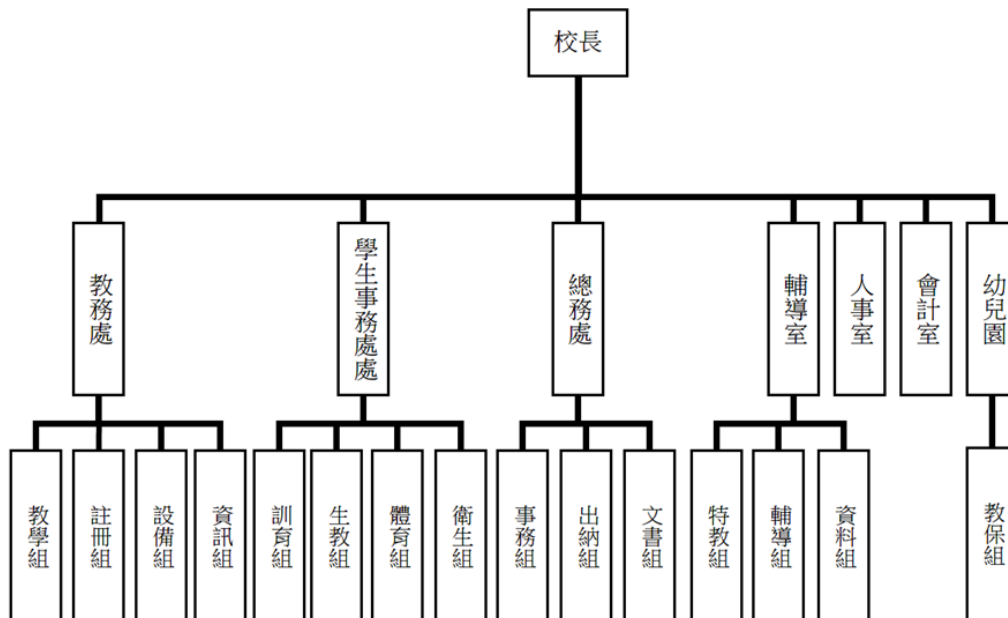 校長
教務處
學生事務處處
總務處
輔導室
人事室
會計室
幼兒園
教學組
註冊組
設備組
資訊組
訓育組
生教組
體育組
衛生組
事務組
出納組
文書組
特教組
輔導組
資料組
教保組